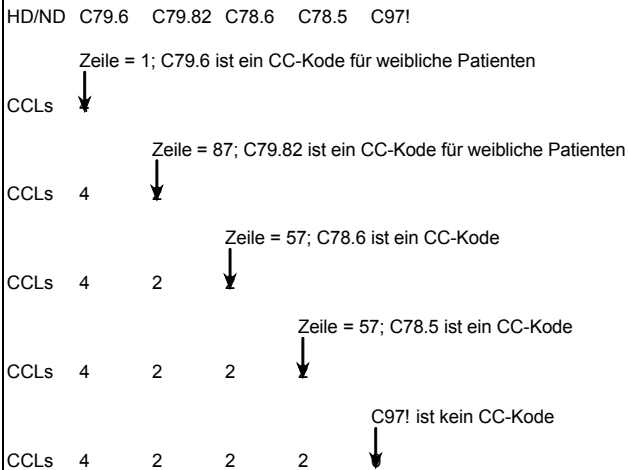 HD/ND C79.6 C79.82 C78.6 C78.5 C97!
Zeile = 1; C79.6 ist ein CC-Kode für weibliche Patienten
CCLs 4
Zeile = 87; C79.82 ist ein CC-Kode für weibliche Patienten
CCLs 4 2
Zeile = 57; C78.6 ist ein CC-Kode
CCLs 4 2 2
Zeile = 57; C78.5 ist ein CC-Kode
CCLs 4 2 2 2
C97! ist kein CC-Kode
CCLs 4 2 2 2 0